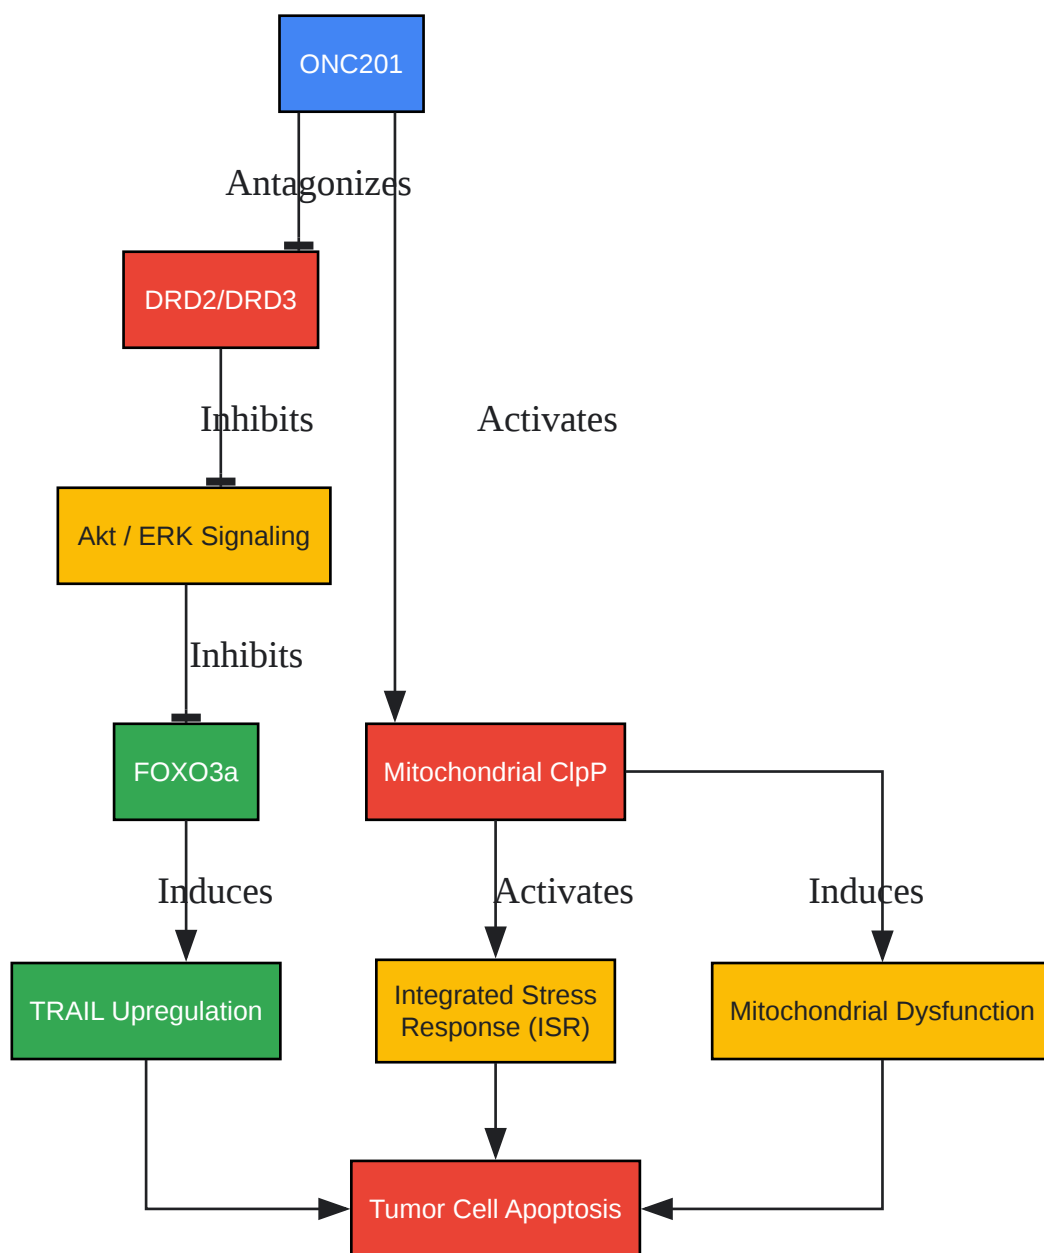 ONC201
Antagonizes
DRD2/DRD3
Inhibits
Activates
Akt / ERK Signaling
Inhibits
FOXO3a
Mitochondrial ClpP
Induces
Activates
Induces
TRAIL Upregulation
Integrated Stress
Response (ISR)
Mitochondrial Dysfunction
Tumor Cell Apoptosis